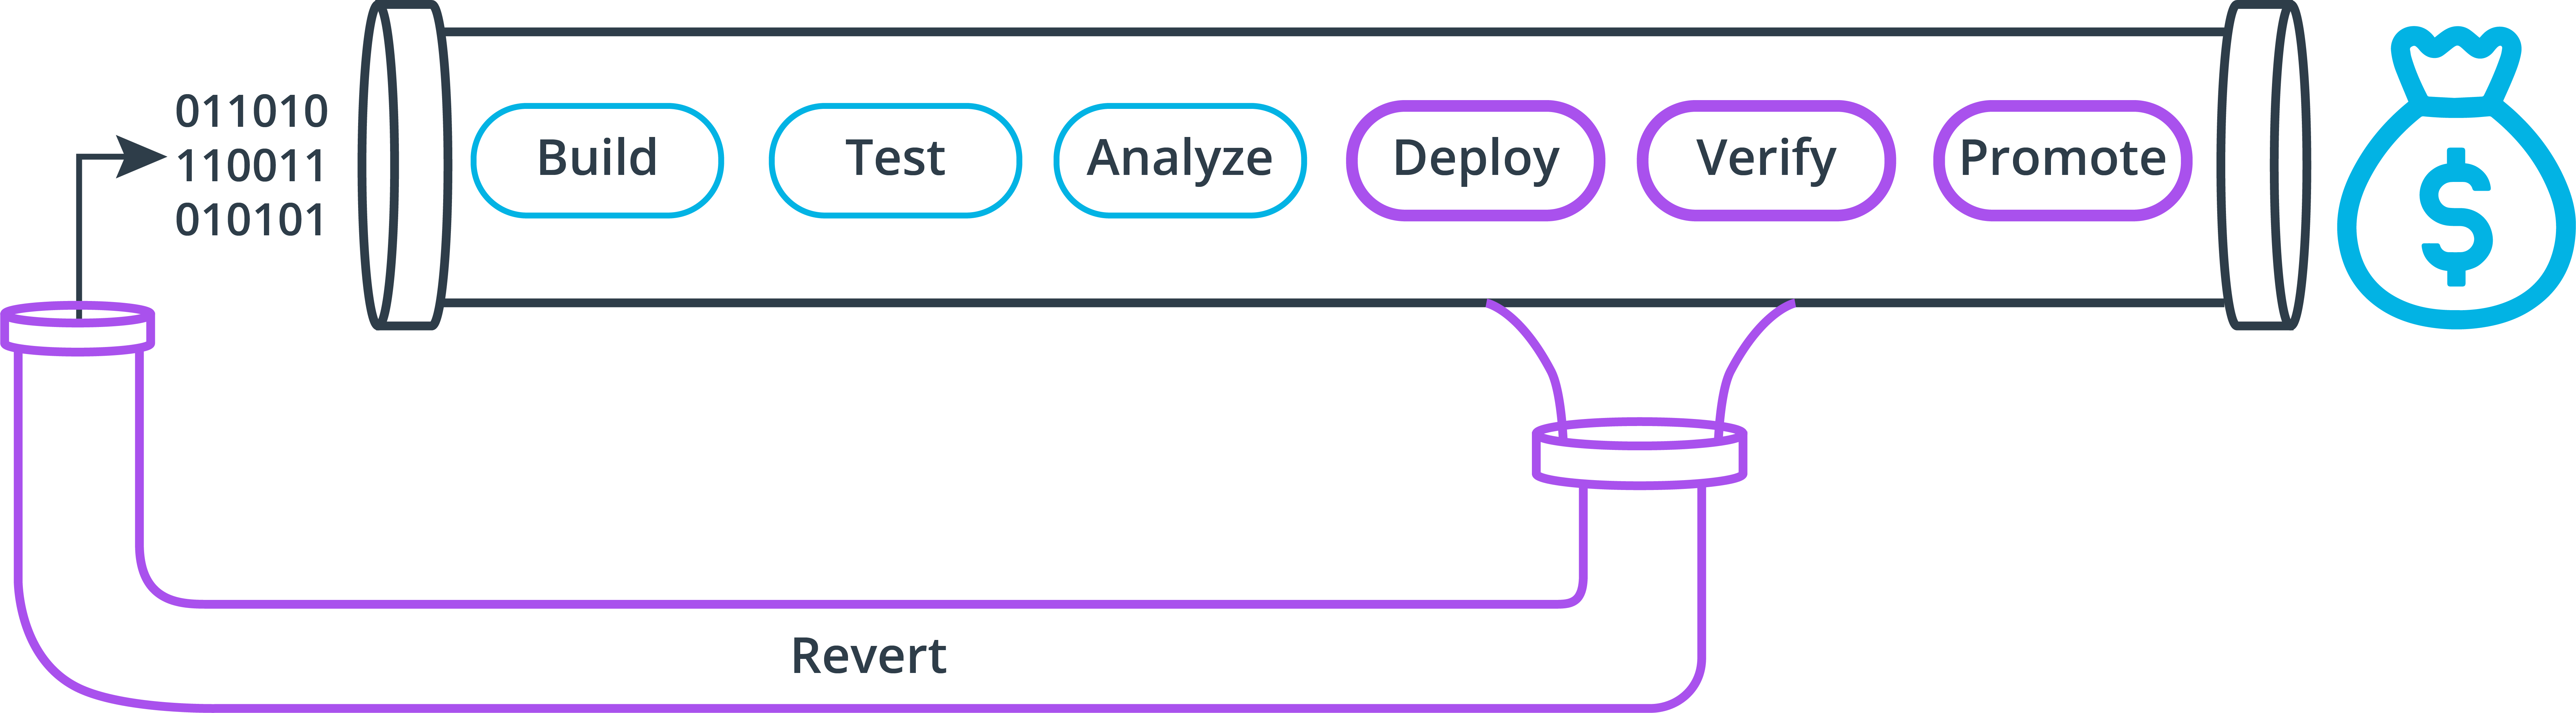 011010
110011
010101
Build
Test
Analyze
Deploy
Verify
Promote
$
Revert